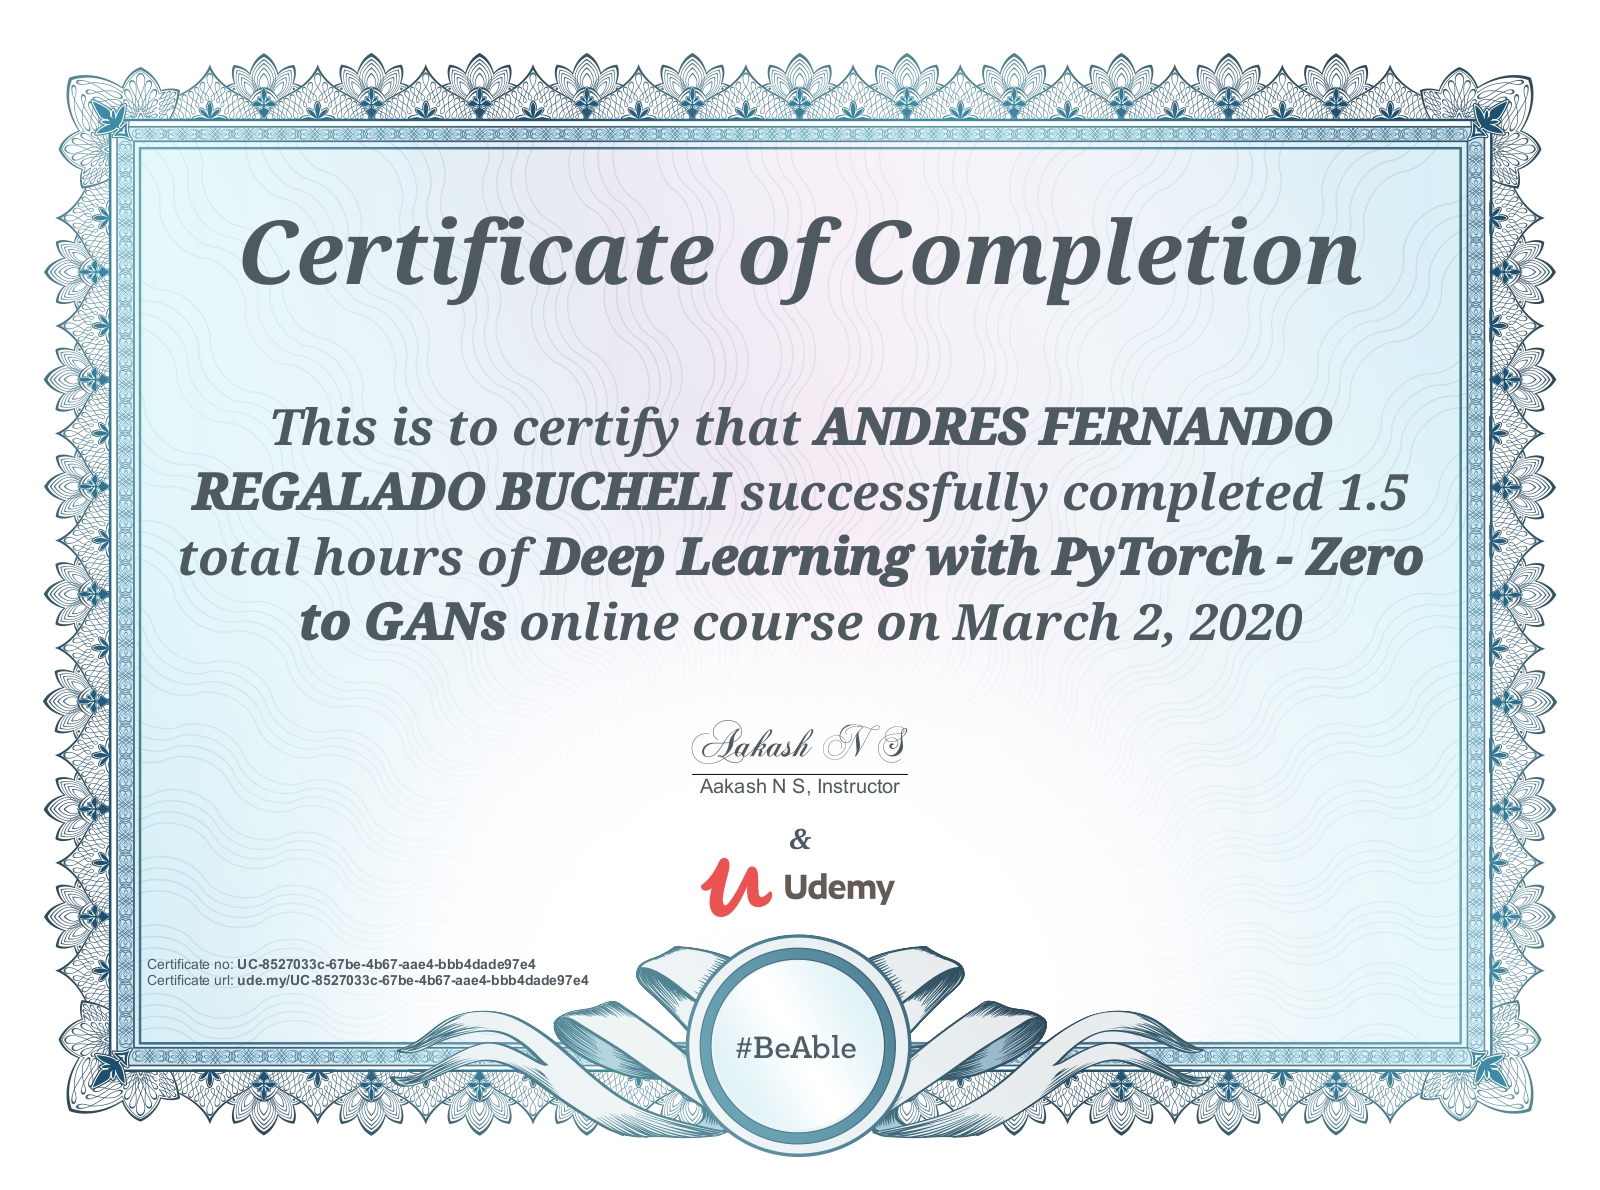 Certificate of Completion
This is to certify that ANDRES FERNANDO
REGALADO BUCHELI successfully completed 1.5
total hours of Deep Learning with PyTorch - Zero
to GANs online course on March 2, 2020
Aakash N S
Aakash N S, Instructor
&
Udemy
Certificate no: UC-8527033c-67be-4b67-aae4-bbb4dade97e4
Certificate url: ude.my/UC-8527033c-67be-4b67-aae4-bbb4dade97e4
#BeAble